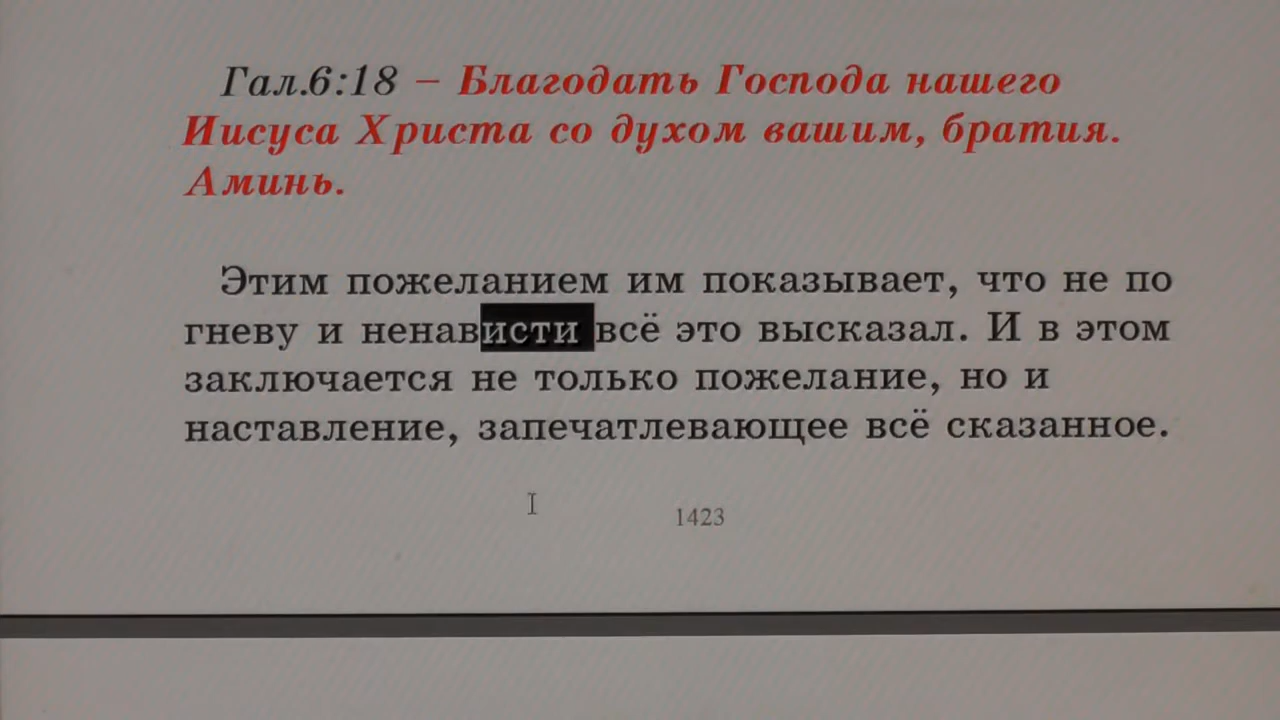 Гал.6:18 – Благодать Господа нашего
Иисуса Христа со духом вашим, братия.
Аминь.
Этим пожеланием им показывает, что не по
гневу и ненависти всё это высказал. И в этом
заключается не только пожелание, но и
наставление, запечатлевающее всё сказанное.
1423